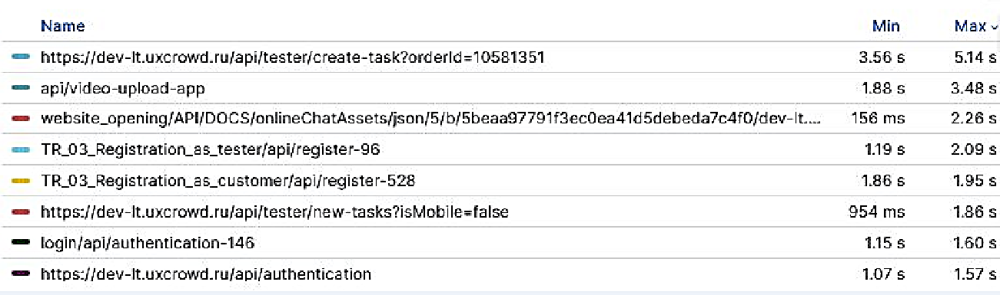 Name Min Max
https://dev-lt.uxcrowd.ru/api/tester/create-task?orderId=10581351 3.56 s 5.14 s
api/video-upload-app 1.88 s 3.48 s
website_opening/API/DOCS/onlineChatAssets/json/5/b/5beaa97791f3ec0ea41d5debeda7c4f0/dev-lt.... 156 ms 2.26 s
TR_03_Registration_as_tester/api/register-96 1.19 s 2.09 s
TR_03_Registration_as_customer/api/register-528 1.86 s 1.95 s
https://dev-lt.uxcrowd.ru/api/tester/new-tasks?isMobile=false 954 ms 1.86 s
login/api/authentication-146 1.15 s 1.60 s
https://dev-lt.uxcrowd.ru/api/authentication 1.07 s 1.57 s